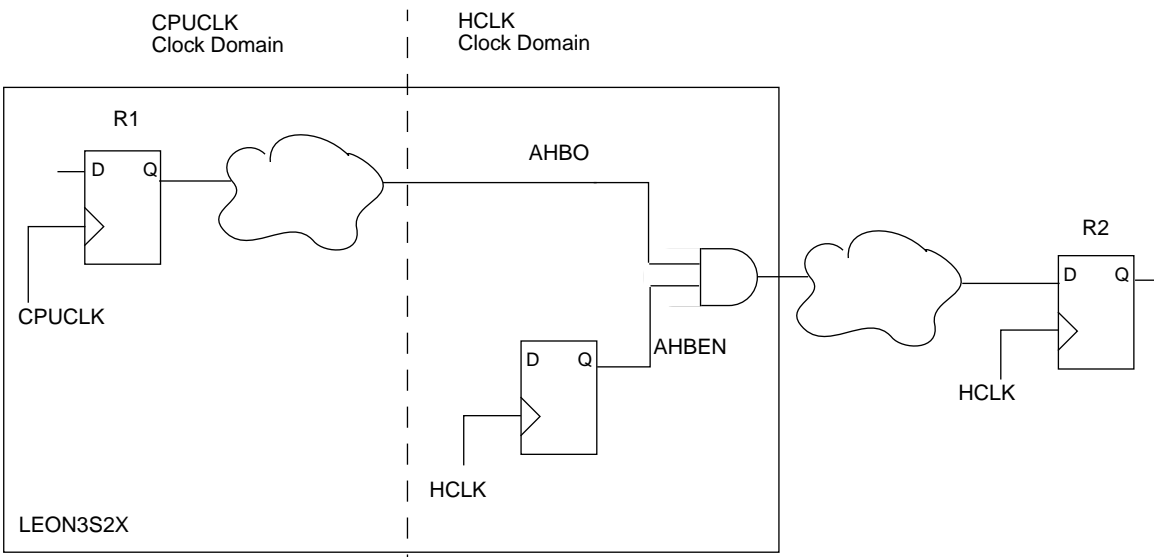 CPUCLK
Clock Domain
HCLK
Clock Domain
R1
D Q
CPUCLK
AHBO
D Q
AHBEN
HCLK
R2
D Q
HCLK
LEON3S2X